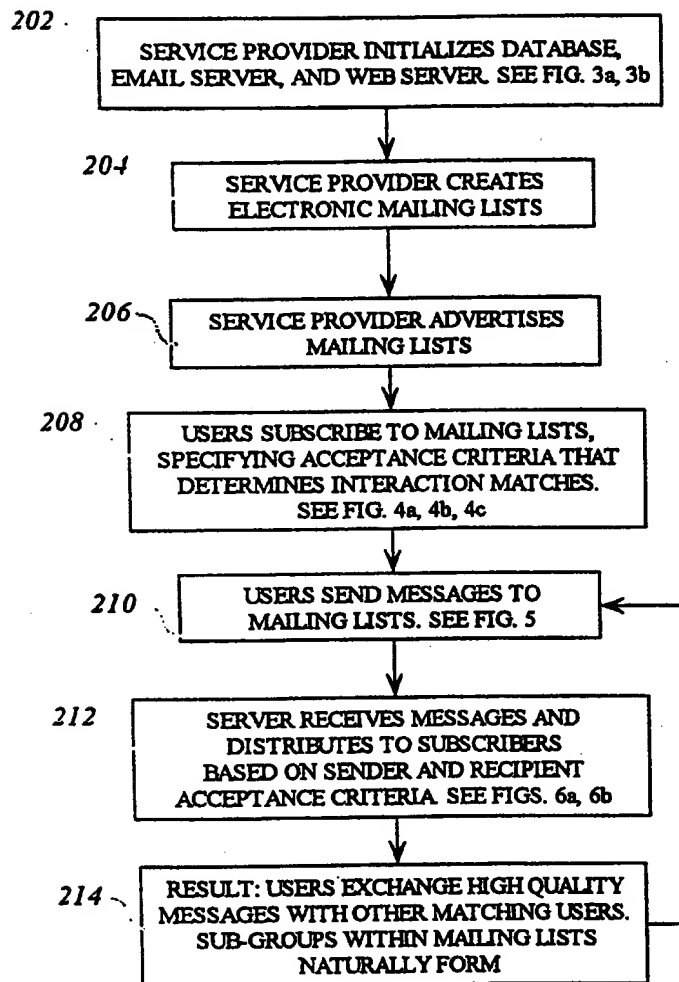 202
SERVICE PROVIDER INITIALIZES DATABASE,
EMAIL SERVER, AND WEB SERVER. SEE FIG. 3a, 3b
204
SERVICE PROVIDER CREATES
ELECTRONIC MAILING LISTS
206
SERVICE PROVIDER ADVERTISES
MAILING LISTS
208
USERS SUBSCRIBE TO MAILING LISTS,
SPECIFYING ACCEPTANCE CRITERIA THAT
DETERMINES INTERACTION MATCHES.
SEE FIG. 4a, 4b, 4c
210
USERS SEND MESSAGES TO
MAILING LISTS. SEE FIG. 5
212
SERVER RECEIVES MESSAGES AND
DISTRIBUTES TO SUBSCRIBERS
BASED ON SENDER AND RECIPIENT
ACCEPTANCE CRITERIA. SEE FIGS. 6a, 6b
214
RESULT: USERS EXCHANGE HIGH QUALITY
MESSAGES WITH OTHER MATCHING USERS.
SUB-GROUPS WITHIN MAILING LISTS
NATURALLY FORM